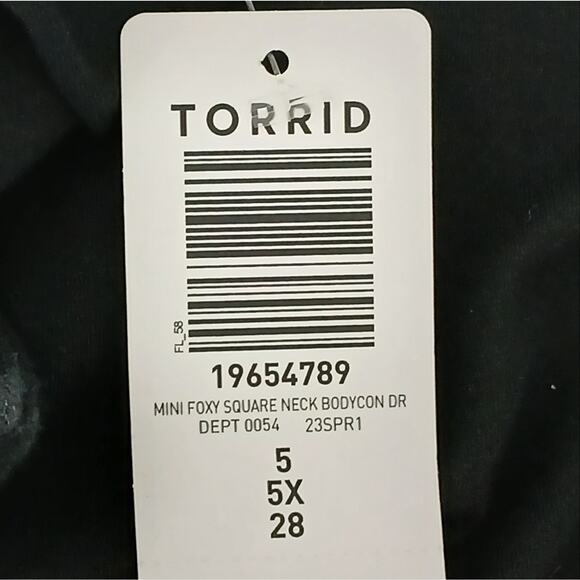 TORRID
FL_58
19654789
MINI FOXY SQUARE NECK BODYCON DR
DEPT 0054 23SPR1
5
5X
28